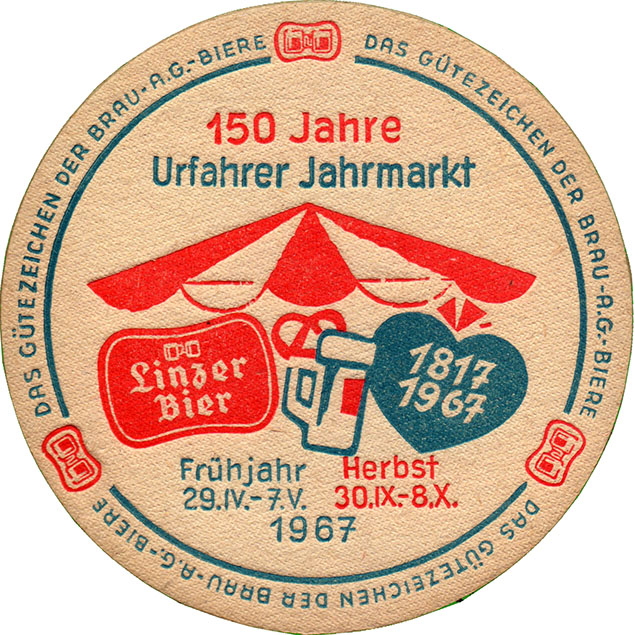 DAS GÜTEZEICHEN DER BRAU-A.G.-BIERE
DAS GÜTEZEICHEN DER BRAU-A.G-BIERE
DAS GÜTEZEICHEN DER BRAU-A.G.-BIERE
150 Jahre
Urfahrer Jahrmarkt
Linzer
Bier
1817
1967
Frühjahr Herbst
29.IV.-7.V. 30.IX.-8.X.
1967